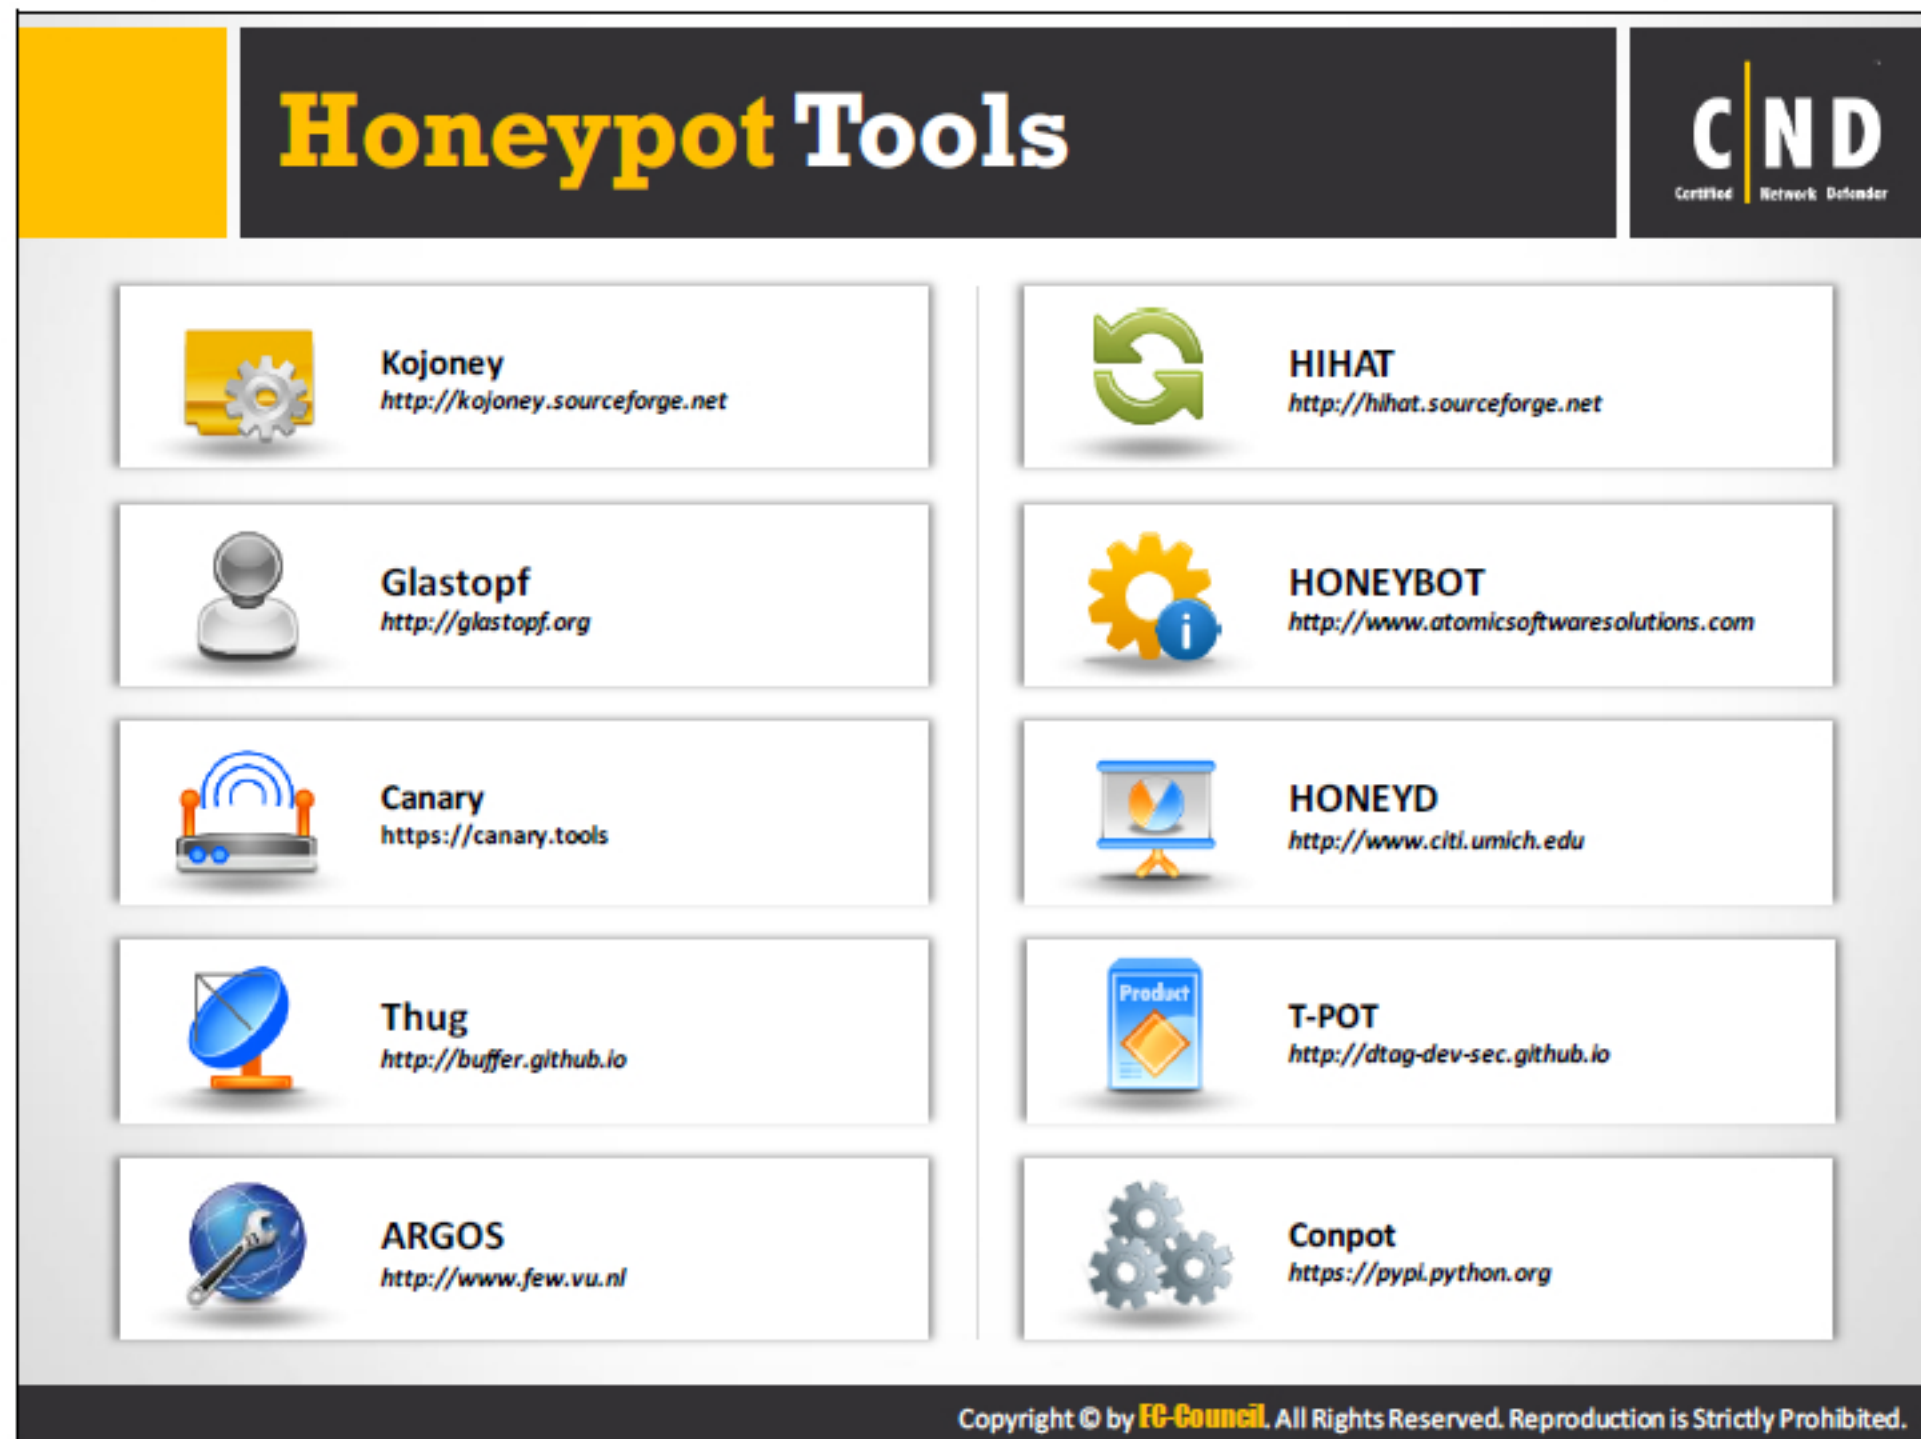 Honeypot Tools
C N D
Certified Network Defender
Kojoney
http://kojoney.sourceforge.net
HIHAT
http://hihat.sourceforge.net
Glastopf
http://glastopf.org
HONEYBOT
http://www.atomicsoftwaresolutions.com
Canary
https://canary.tools
HONEYD
http://www.citi.umich.edu
Thug
http://buffer.github.io
Product
T-POT
http://dtag-dev-sec.github.io
ARGOS
http://www.few.vu.nl
Conpot
https://pypi.python.org
Copyright © by EC-Council. All Rights Reserved. Reproduction is Strictly Prohibited.